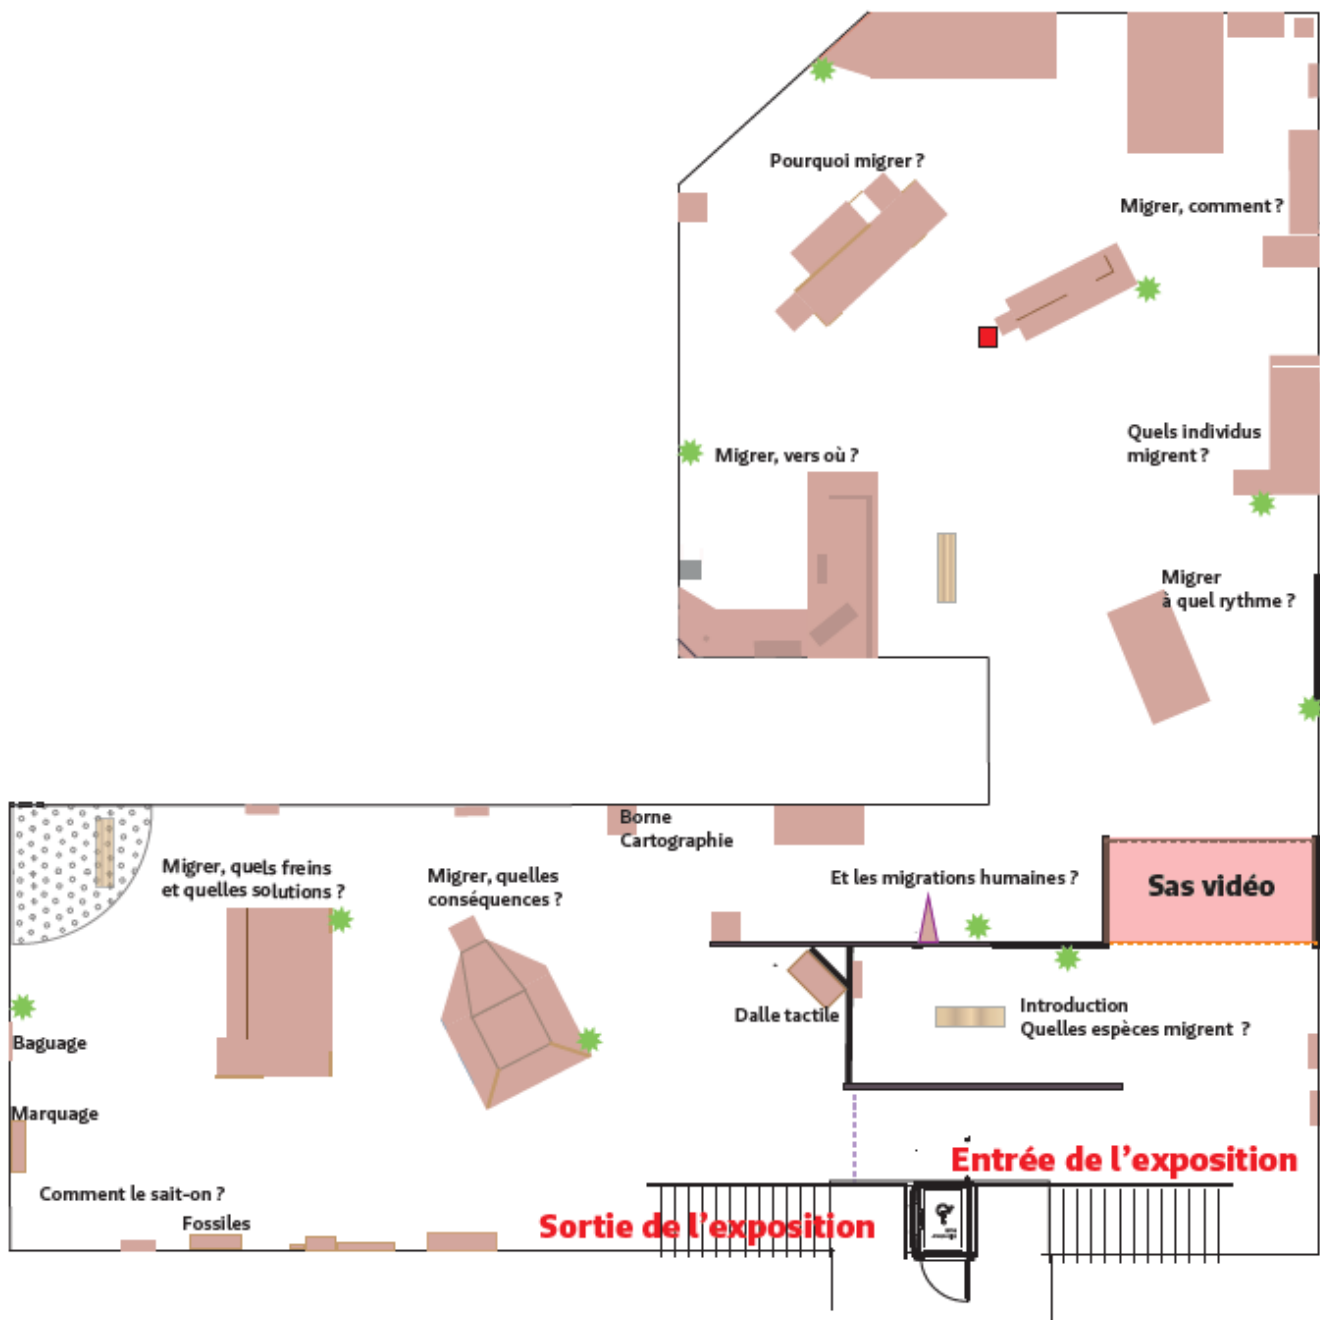 Pourquoi migrer ?
Migrer, comment ?
Quels individus
migrent ?
Migrer, vers où ?
Migrer
à quel rythme ?
Borne
Cartographie
Migrer, quels freins
et quelles solutions ?
Migrer, quelles
conséquences ?
Et les migrations humaines ?
Sas vidéo
Dalle tactile
Introduction
Quelles espèces migrent ?
Baguage
Marquage
Entrée de l'exposition
Comment le sait-on ?
Fossiles
Sortie de l'exposition